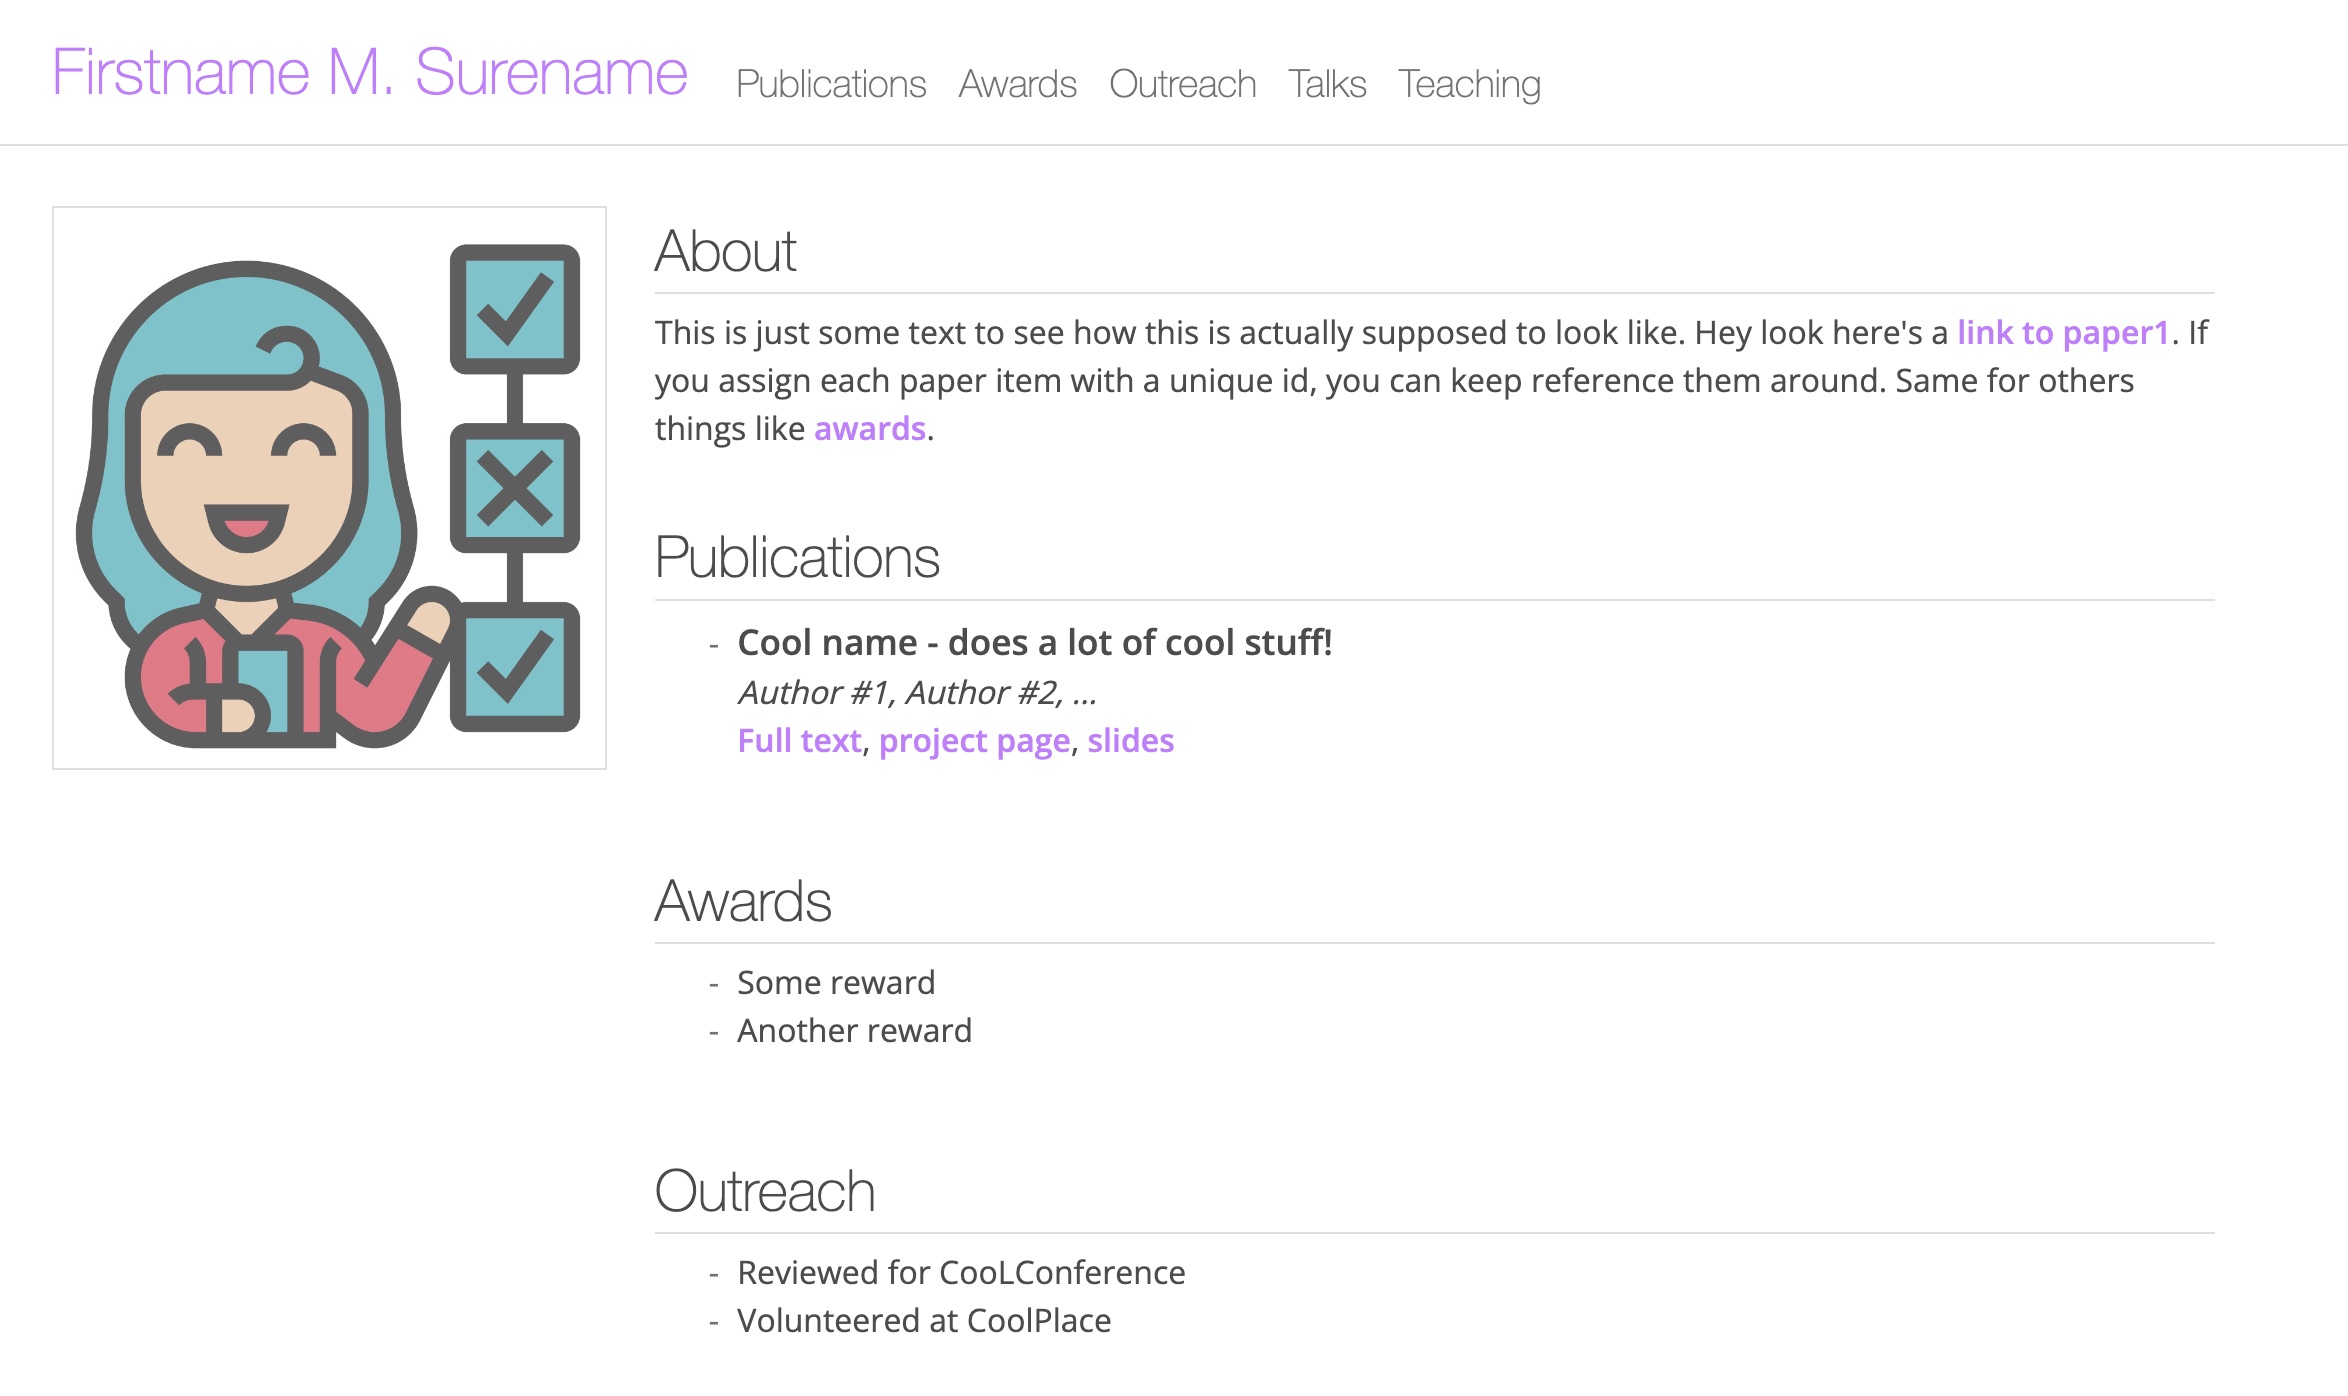 Firstname M. Surename
Publications Awards Outreach Talks Teaching
About
This is just some text to see how this is actually supposed to look like. Hey look here's a link to paper1. If
you assign each paper item with a unique id, you can keep reference them around. Same for others
things like awards.
Publications
- Cool name - does a lot of cool stuff!
Author #1, Author #2, ...
Full text, project page, slides
Awards
- Some reward
- Another reward
Outreach
- Reviewed for CooLConference
- Volunteered at CoolPlace